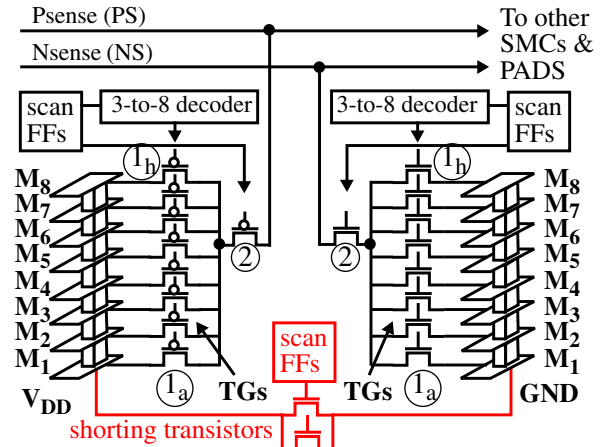 Psense (PS)
Nsense (NS)
To other
SMCs &
PADS
scan
FFs
3-to-8 decoder
3-to-8 decoder
scan
FFs
1h
1h
M8
M7
M6
M5
M4
M3
M2
M1
2
2
M8
M7
M6
M5
M4
M3
M2
M1
TGs
TGs
1a
1a
VDD
GND
scan
FFs
shorting transistors